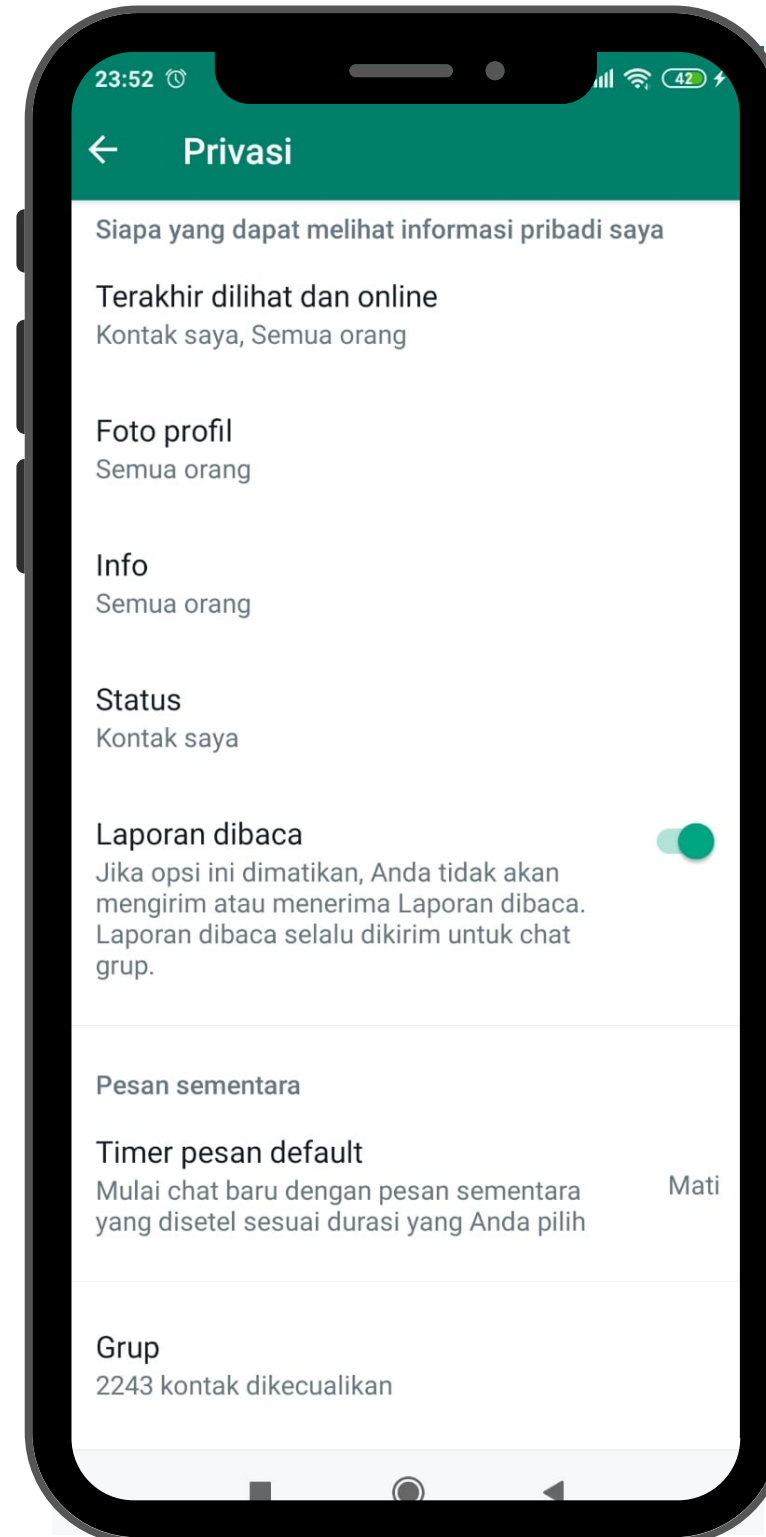 23:52
42
Privasi
Siapa yang dapat melihat informasi pribadi saya
Terakhir dilihat dan online
Kontak saya, Semua orang
Foto profil
Semua orang
Info
Semua orang
Status
Kontak saya
Laporan dibaca
Jika opsi ini dimatikan, Anda tidak akan
mengirim atau menerima Laporan dibaca.
Laporan dibaca selalu dikirim untuk chat
grup.
Pesan sementara
Timer pesan default
Mulai chat baru dengan pesan sementara
yang disetel sesuai durasi yang Anda pilih
Mati
Grup
2243 kontak dikecualikan